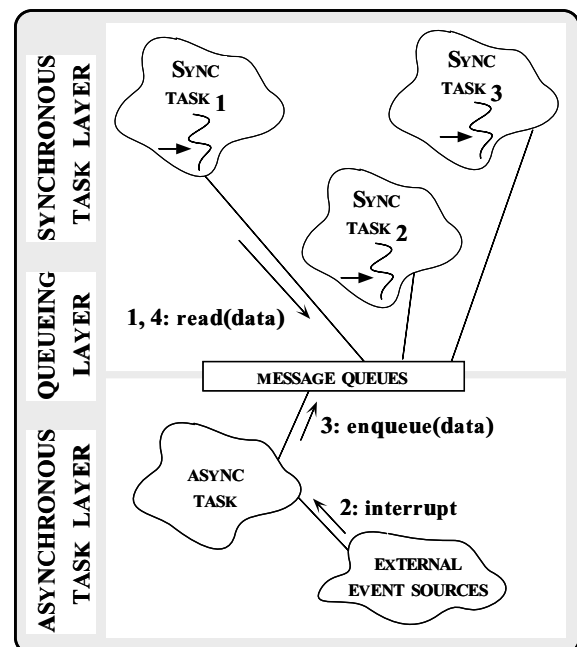 SYNCHRONOUS
TASK LAYER
SYNC
TASK 1
SYNC
TASK 3
SYNC
TASK 2
QUEUEING
LAYER
1, 4: read(data)
MESSAGE QUEUES
3: enqueue(data)
ASYNCHRONOUS
TASK LAYER
ASYNC
TASK
2: interrupt
EXTERNAL
EVENT SOURCES